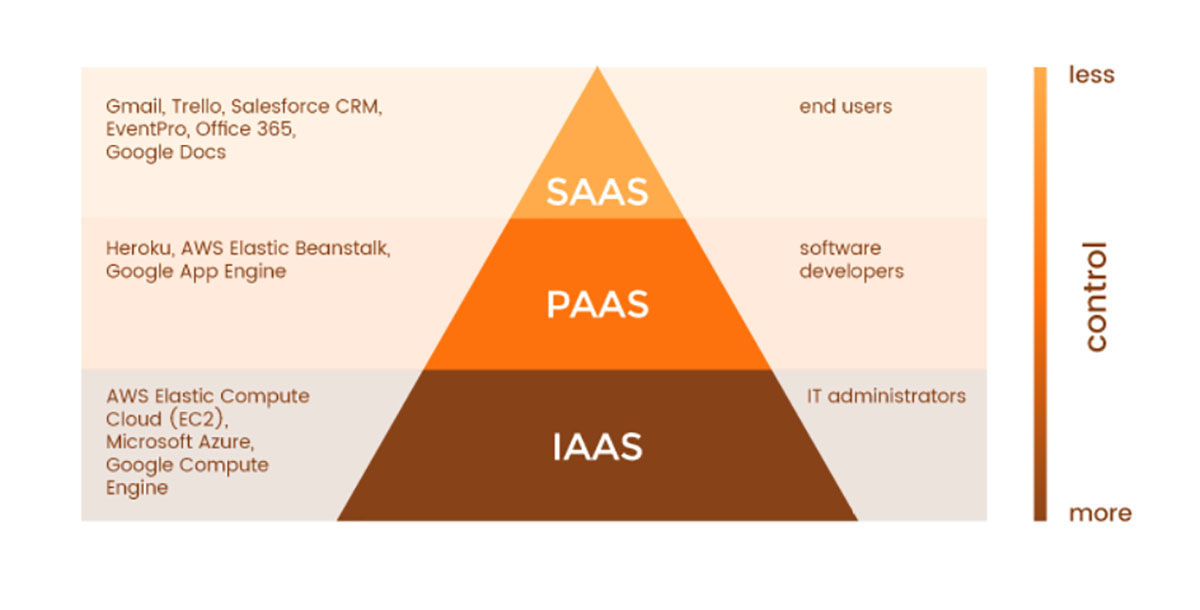 Gmail, Trello, Salesforce CRM,
EventPro, Office 365,
Google Docs
SAAS
end users
less
Heroku, AWS Elastic Beanstalk,
Google App Engine
PAAS
software
developers
control
AWS Elastic Compute
Cloud (EC2),
Microsoft Azure,
Google Compute
Engine
IAAS
IT administrators
more